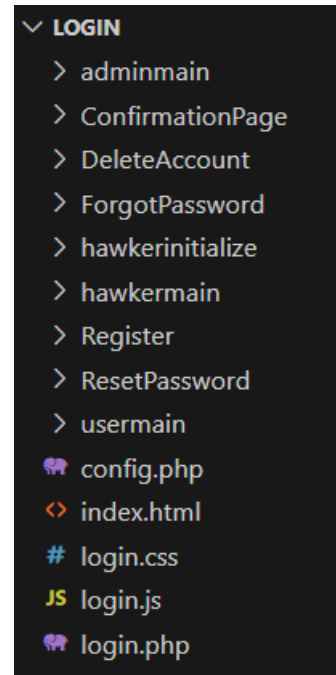 LOGIN
adminmain
ConfirmationPage
DeleteAccount
ForgotPassword
hawkerinitialize
hawkermain
Register
ResetPassword
usermain
config.php
<> index.html
# login.css
JS login.js
login.php